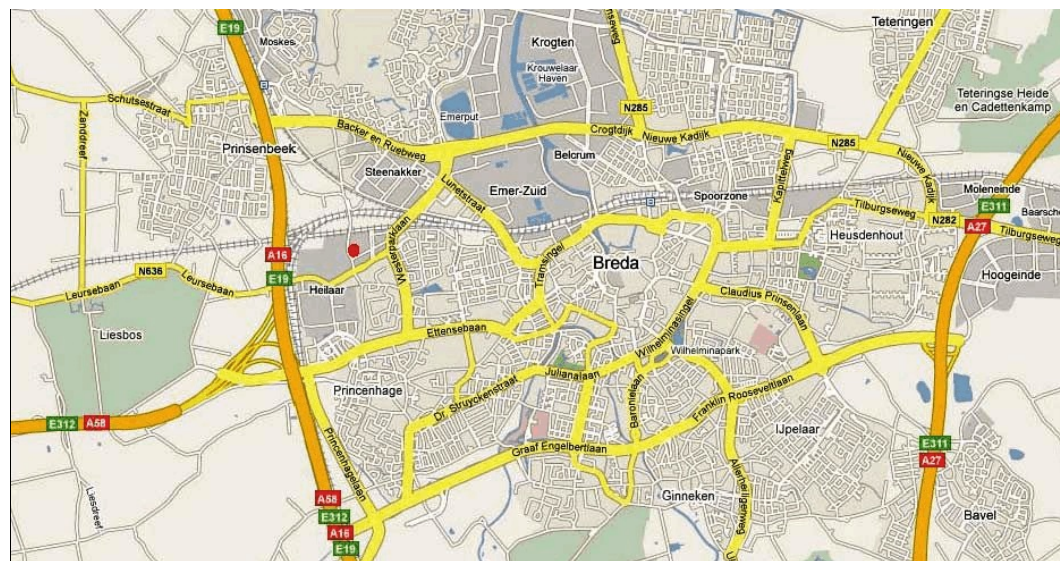 E19
Moskes
Krogten
Krouwelaar
Haven
Teteringen
Teteringse Heide
en Cadettenkamp
Schutsestraat
Zanddreef
Prinsenbeek
Backer en Ruebweg
Emerput
Crogtdijk
Nieuwe Kadijk
N285
N285
Nieuwe Kadijk
Belcrum
Steenakker
Lunetstraat
Emer-Zuid
Spoorzone
Kapittelweg
Moleneinde
E311
Baarsch
Tilburgseweg
N282
A27
Tilburgseweg
Heusdenhout
Hoogeinde
A16
E19
N636
Leursebaan
Leursebaan
Heilaar
Westerparklaan
Tramsingel
Breda
Claudius Prinsenlaan
Liesbos
Ettensebaan
Wilhelminasingel
Wilhelminapark
Princenhage
Julianalaan
Dr. Struyckenstraat
Baronielaan
Franklin Rooseveltlaan
E312
A58
Princenhagelaan
Graaf Engelbertlaan
IJpelaar
E311
A27
Liesdreef
A58
E312
A16
E19
Ginneken
Allerheiligenweg
Bavel